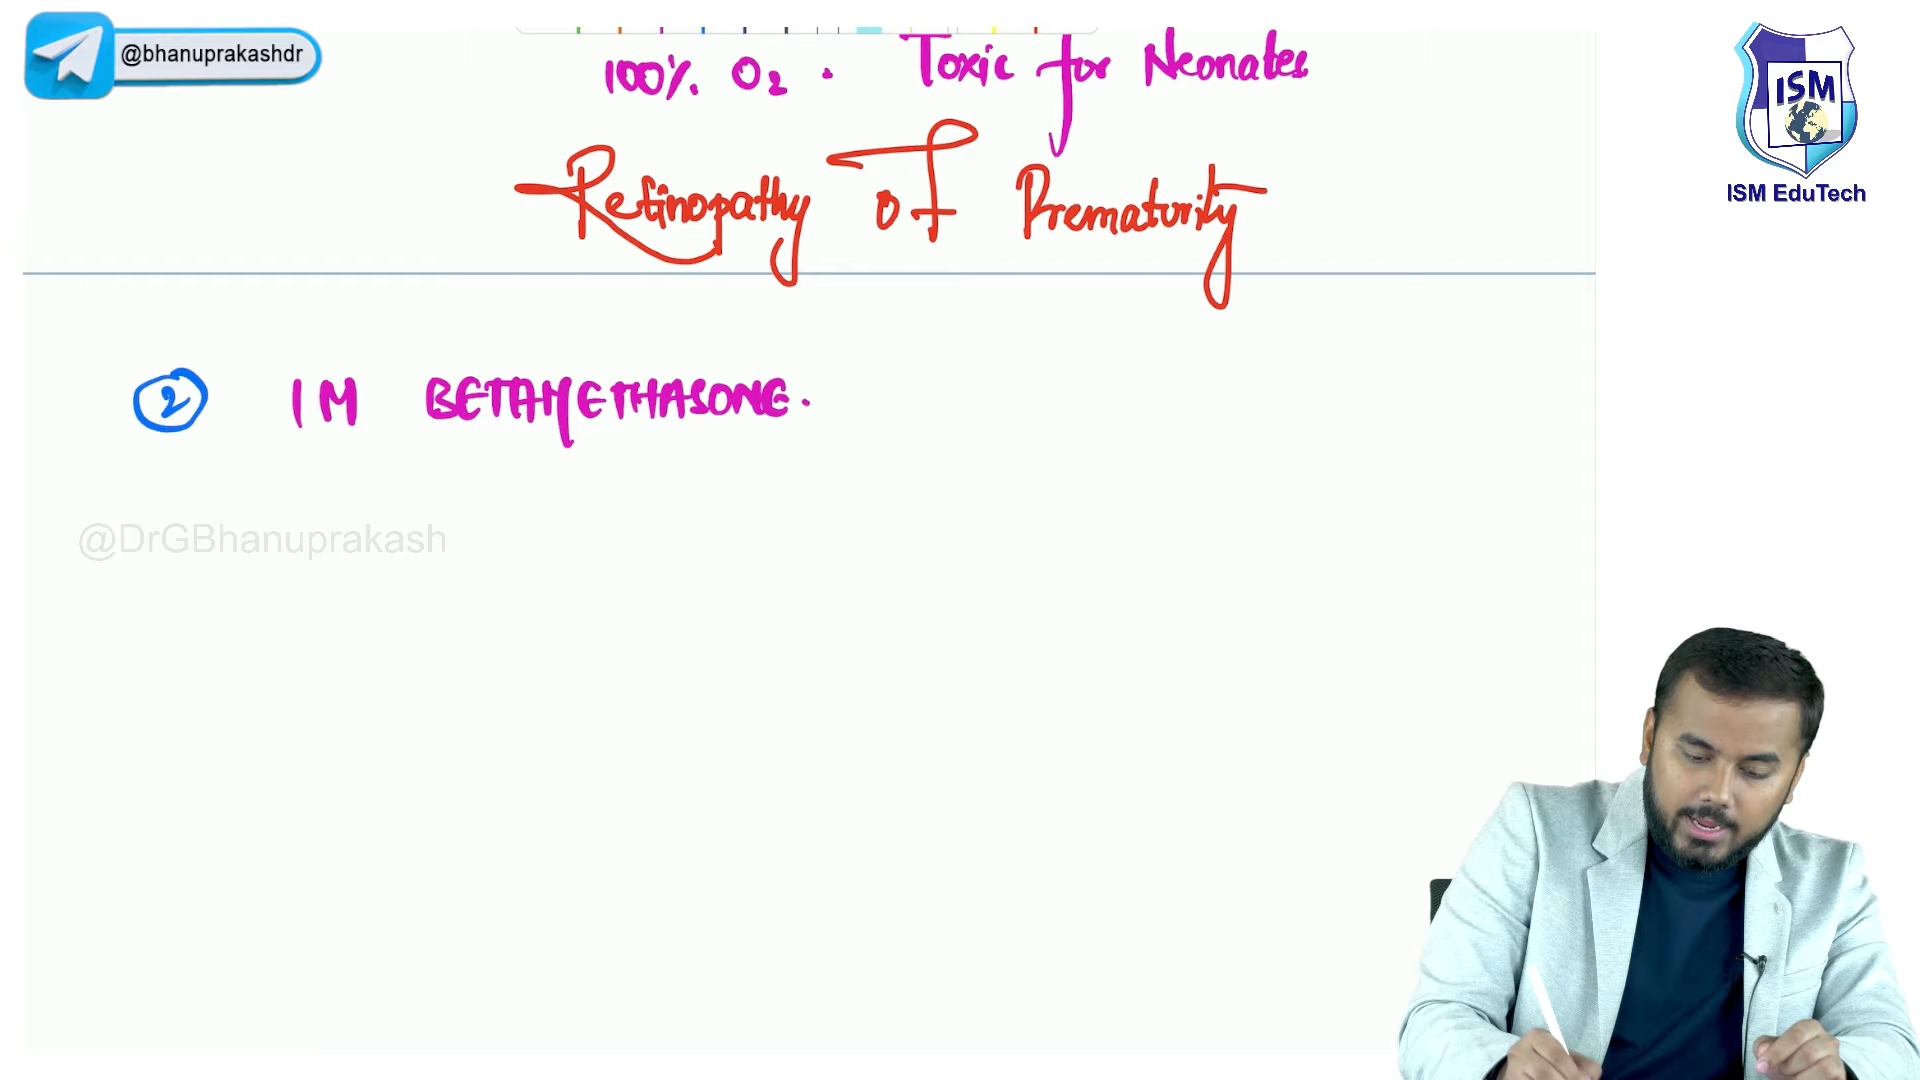 @bhanuprakashdr
100% O2. Toxic for Neonates
ISM
ISM EduTech
Retinopathy of Prematurity
2 IM BETAMETHASONE.
@DrGBhanuprakash